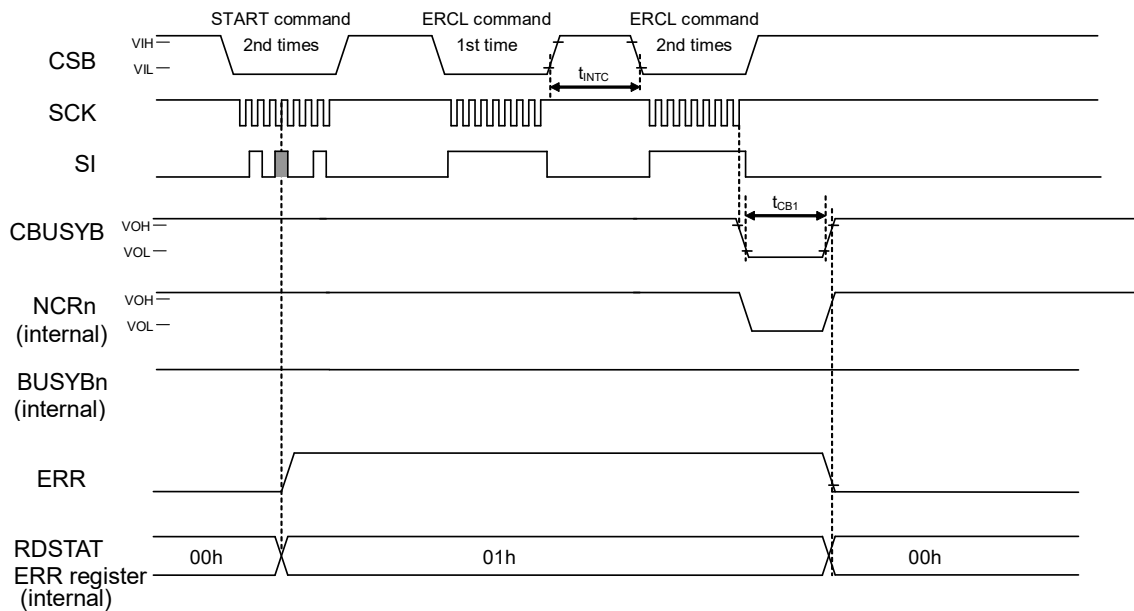 START command
2nd times
ERCL command
1st time
ERCL command
2nd times
CSB
VIH
VIL
tINTC
SCK
SI
CBUSYB
VOH
VOL
tCB1
NCRn
(internal)
VOH
VOL
BUSYBn
(internal)
ERR
RDSTAT
ERR register
(internal)
00h
01h
00h